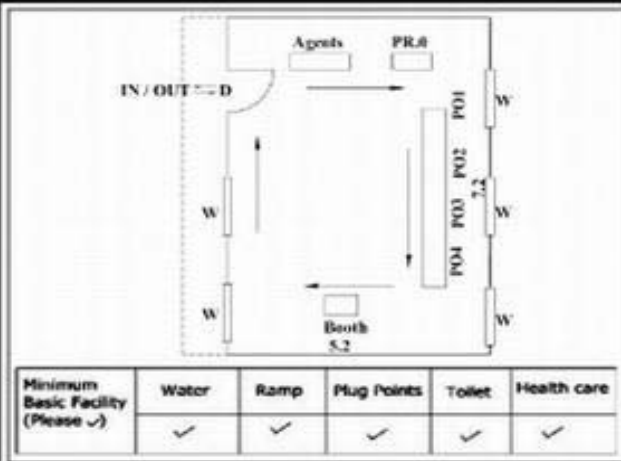 Agents PR.0
IN / OUT D
PO1
W
PO2
7.2
PO3
W
W
PO4
W
W
Booth
5.2
Minimum Basic Facility (Please ✓) Water Ramp Plug Points Toilet Health care
✓ ✓ ✓ ✓ ✓